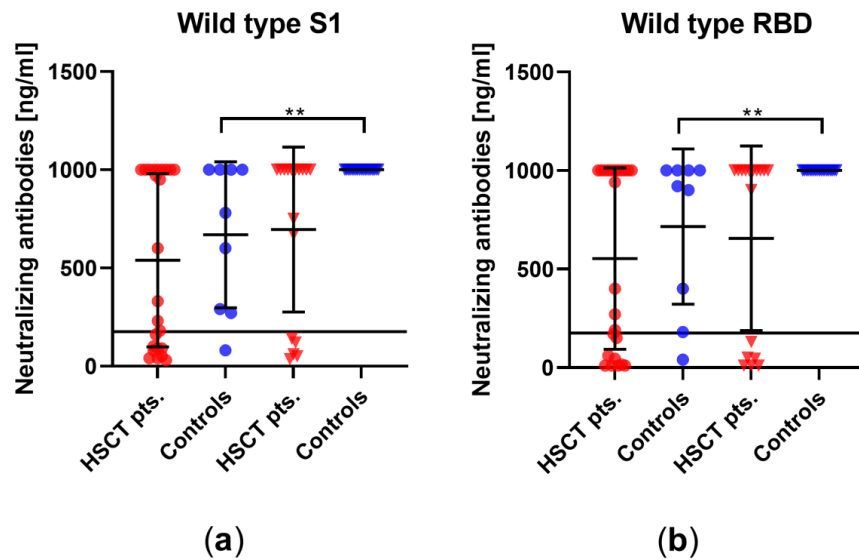 Wild type S1
Neutralizing antibodies [ng/ml]
1500
1000
500
0
**
HSCT pts.
Controls
HSCT pts.
Controls
(a)
Wild type RBD
Neutralizing antibodies [ng/ml]
1500
1000
500
0
**
HSCT pts.
Controls
HSCT pts.
Controls
(b)